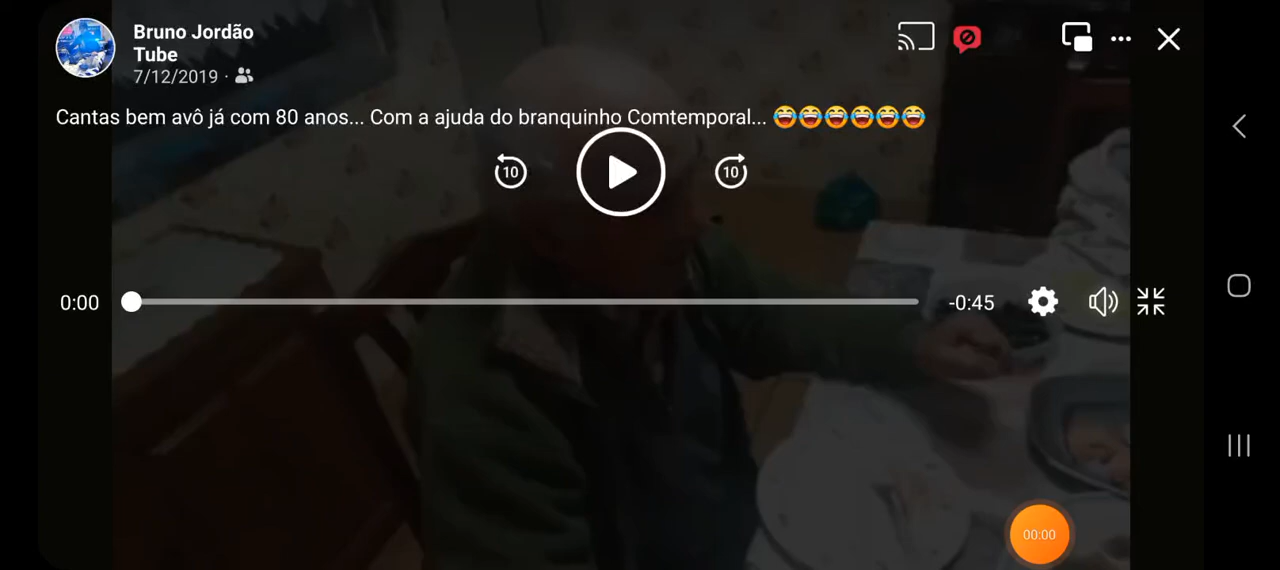 Bruno Jordão
Tube
7/12/2019 ·
Cantas bem avô já com 80 anos... Com a ajuda do branquinho Comtemporal... 😂😂😂😂😂😂
10
10
0:00
-0:45
00:00